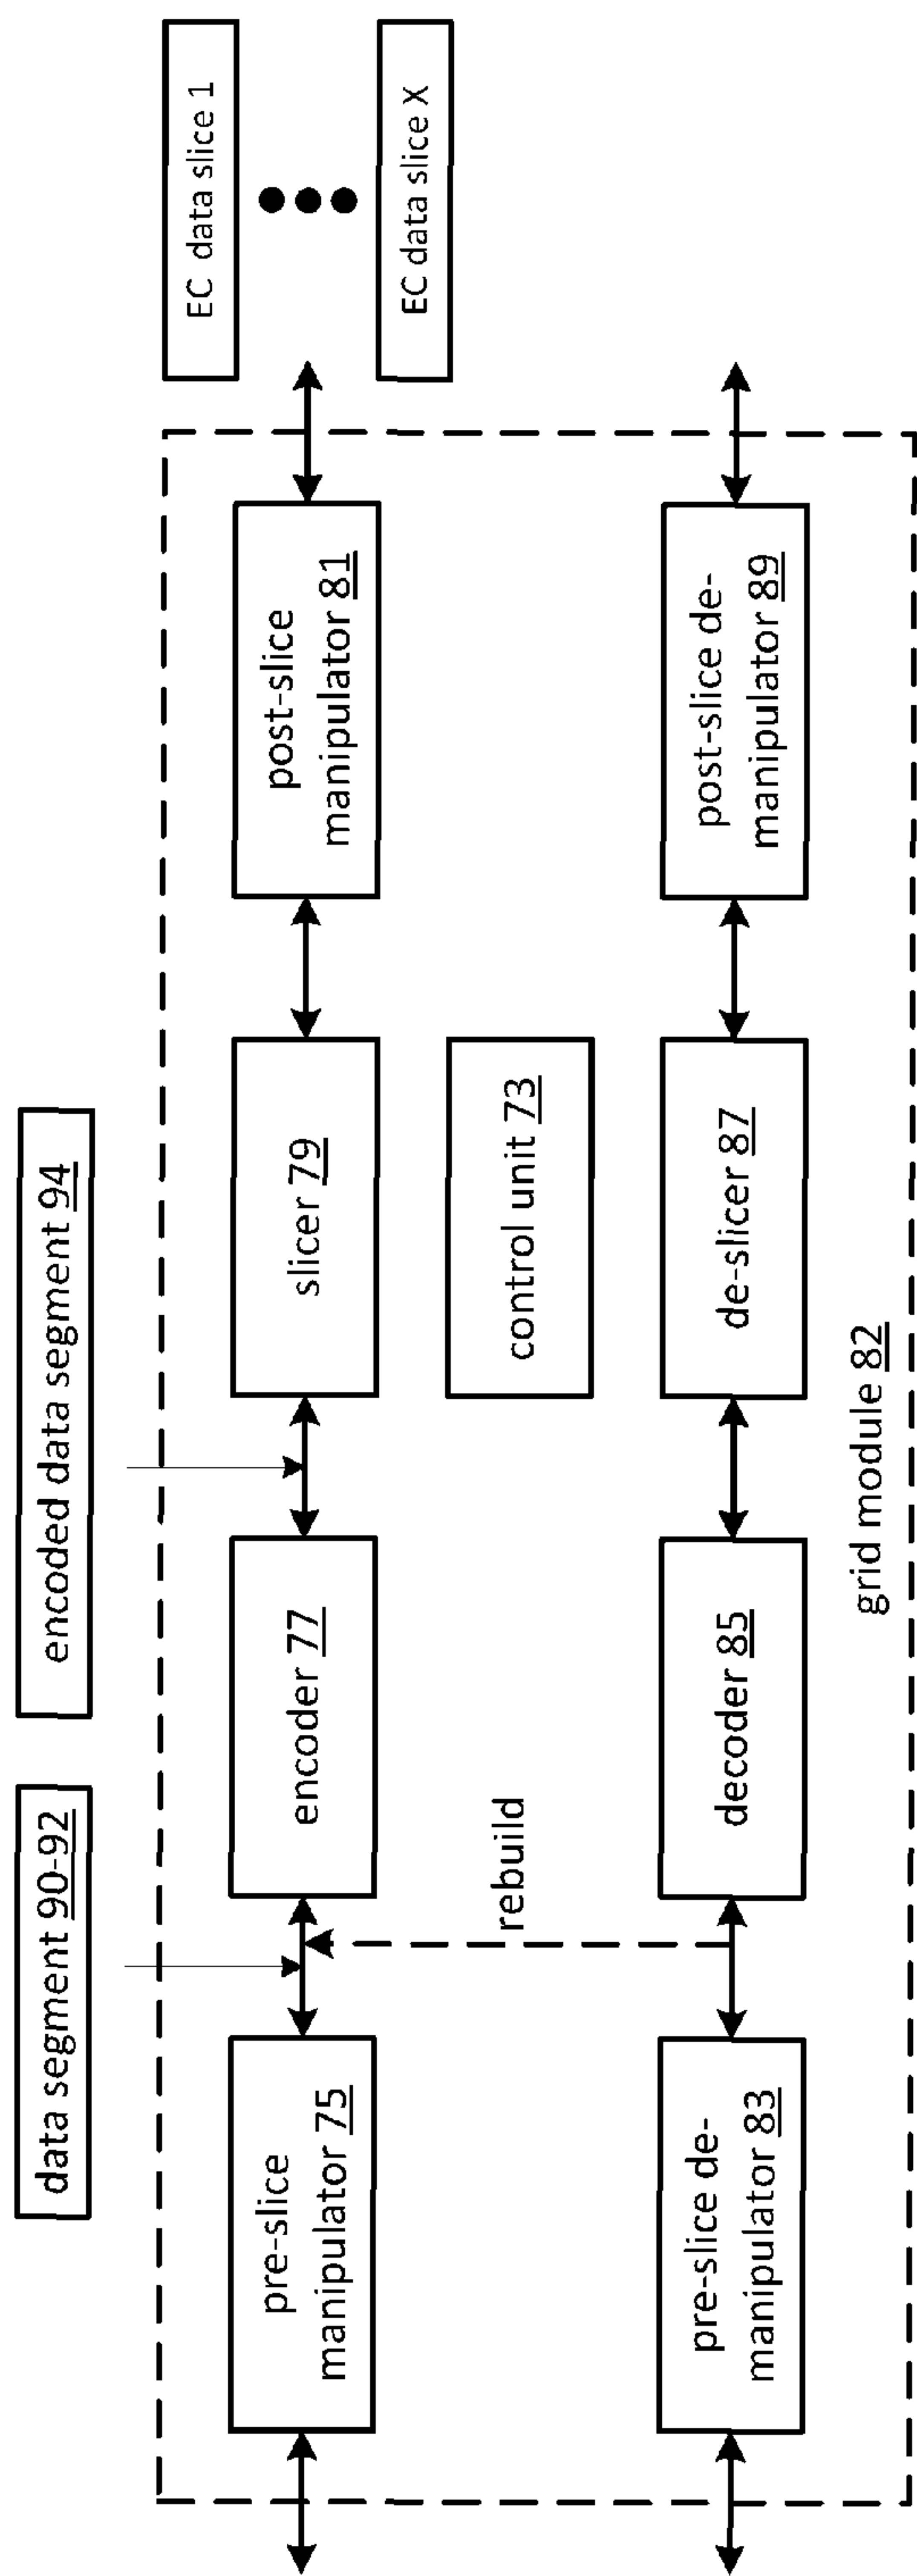 data segment 90-92
encoded data segment 94
EC data slice 1
EC data slice X
pre-slice
manipulator 75
encoder 77
slicer 79
post-slice
manipulator 81
rebuild
control unit 73
pre-slice de-
manipulator 83
decoder 85
de-slicer 87
post-slice de-
manipulator 89
grid module 82